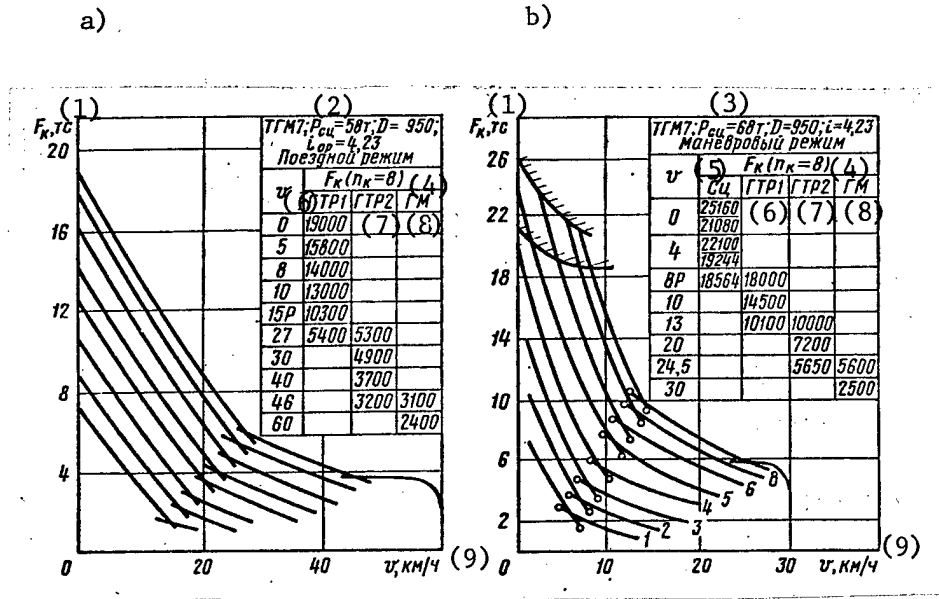 a)
b)
(1)
(2)
(1)
(3)
F_К, тс
ТГМ7; Р_СЦ=58т; D=950;
i_ОР=4,23
Поездной режим
υ F_К (n_К=8) (4)
(6) ГТР1 ГТР2 ГМ
0 19000 (7) (8)
5 15800
8 14000
10 13000
15Р 10300
27 5400 5300
30 4900
40 3700
46 3200 3100
60 2400
20
16
12
8
4
0 20 40 υ, км/ч (9)
F_К, тс
ТГМ7; Р_СЦ=68т; D=950; i=4,23
маневровый режим
υ (5) F_К (n_К=8) (4)
Сц ГТР1 ГТР2 ГМ
0 25160 21080 (6) (7) (8)
4 22100 19244
8Р 18564 18000
10 14500
13 10100 10000
20 7200
24,5 5650 5600
30 2500
26
22
18
14
10
6
2
1 2 3 4 5 6 8
0 10 20 30 υ, км/ч (9)